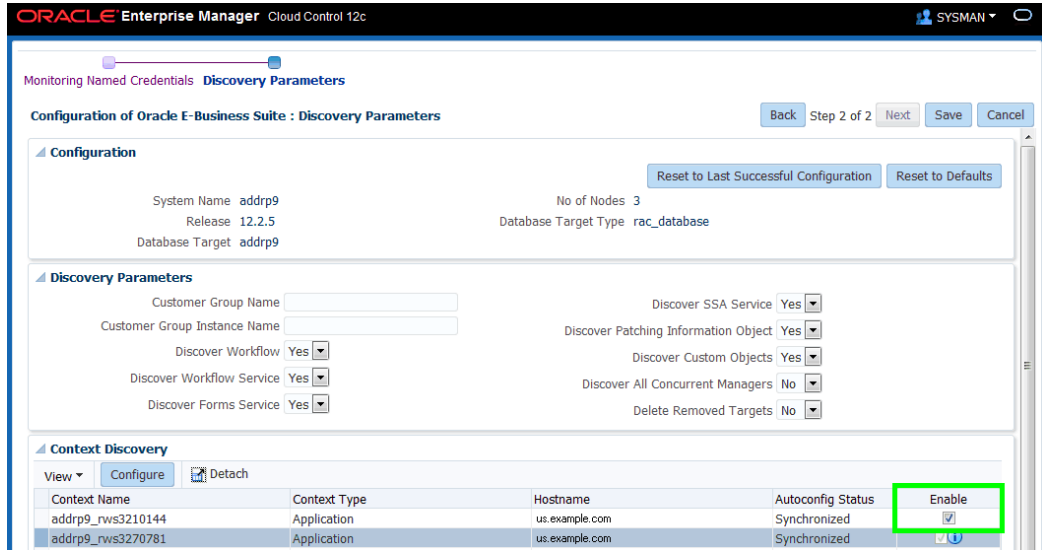 ORACLE Enterprise Manager Cloud Control 12c SYSMAN
Monitoring Named Credentials Discovery Parameters
Configuration of Oracle E-Business Suite : Discovery Parameters Back Step 2 of 2 Next Save Cancel
Configuration
Reset to Last Successful Configuration Reset to Defaults
System Name addrp9 No of Nodes 3
Release 12.2.5 Database Target Type rac_database
Database Target addrp9
Discovery Parameters
Customer Group Name Discover SSA Service Yes
Customer Group Instance Name Discover Patching Information Object Yes
Discover Workflow Yes Discover Custom Objects Yes
Discover Workflow Service Yes Discover All Concurrent Managers No
Discover Forms Service Yes Delete Removed Targets No
Context Discovery
View Configure Detach
Context Name Context Type Hostname Autoconfig Status Enable
addrp9_rws3210144 Application us.example.com Synchronized
addrp9_rws3270781 Application us.example.com Synchronized